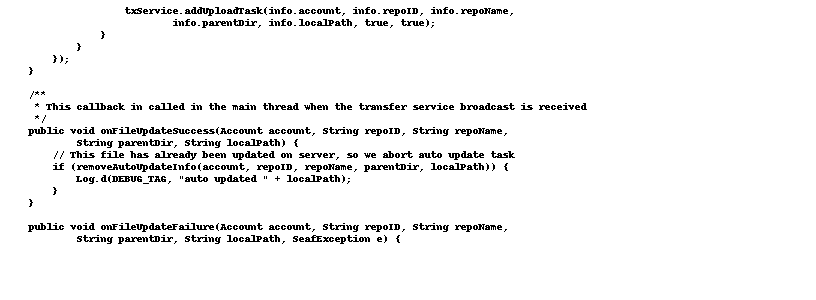 txService.addUploadTask(info.account, info.repoID, info.repoName,
info.parentDir, info.localPath, true, true);
}
}
});
}
/**
* This callback in called in the main thread when the transfer service broadcast is received
*/
public void onFileUpdateSuccess(Account account, String repoID, String repoName,
String parentDir, String localPath) {
// This file has already been updated on server, so we abort auto update task
if (removeAutoUpdateInfo(account, repoID, repoName, parentDir, localPath)) {
Log.d(DEBUG_TAG, "auto updated " + localPath);
}
}
public void onFileUpdateFailure(Account account, String repoID, String repoName,
String parentDir, String localPath, SeafException e) {